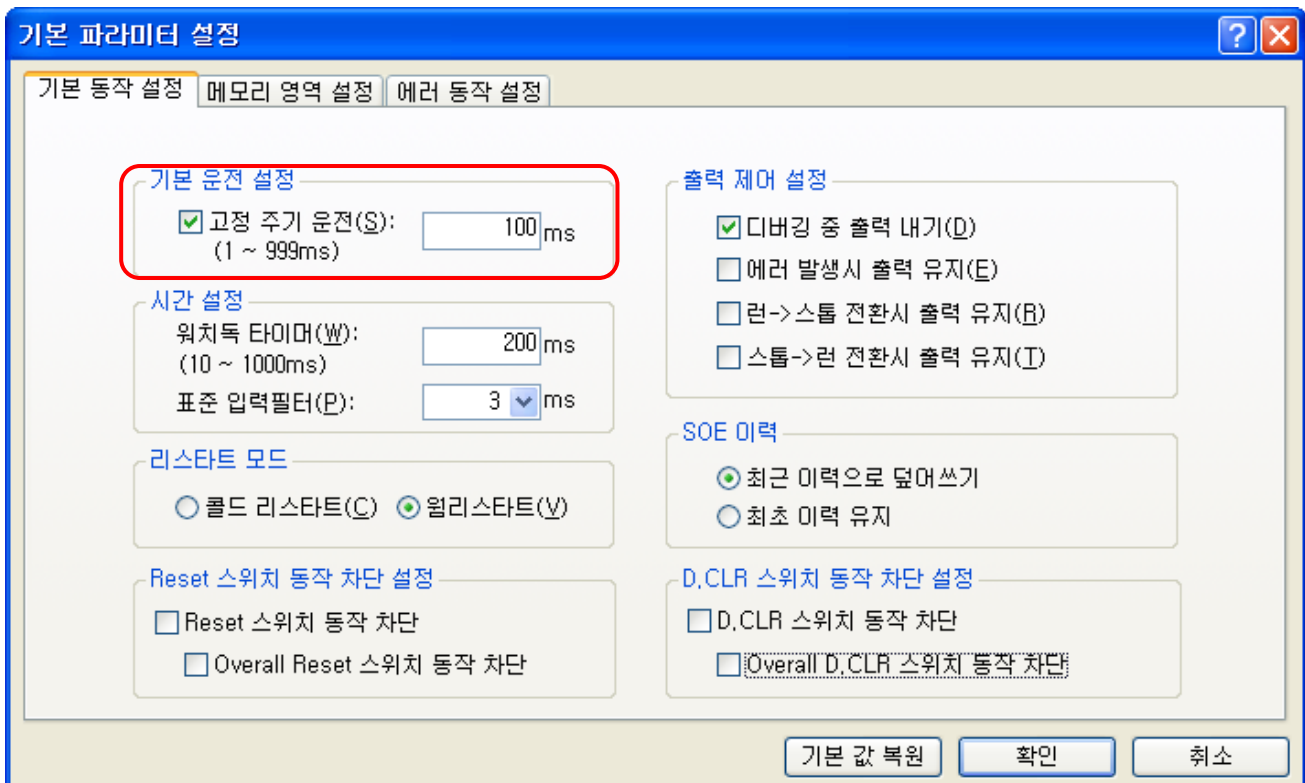 기본 파라미터 설정
기본 동작 설정 메모리 영역 설정 에러 동작 설정
기본 운전 설정
고정 주기 운전(S): 100 ms
(1 ~ 999ms)
시간 설정
워치독 타이머(W): 200 ms
(10 ~ 1000ms)
표준 입력필터(P): 3 ms
리스타트 모드
콜드 리스타트(C) 웜리스타트(V)
Reset 스위치 동작 차단 설정
Reset 스위치 동작 차단
Overall Reset 스위치 동작 차단
출력 제어 설정
디버깅 중 출력 내기(D)
에러 발생시 출력 유지(E)
런->스톱 전환시 출력 유지(R)
스톱->런 전환시 출력 유지(T)
SOE 이력
최근 이력으로 덮어쓰기
최초 이력 유지
D.CLR 스위치 동작 차단 설정
D.CLR 스위치 동작 차단
Overall D.CLR 스위치 동작 차단
기본 값 복원 확인 취소